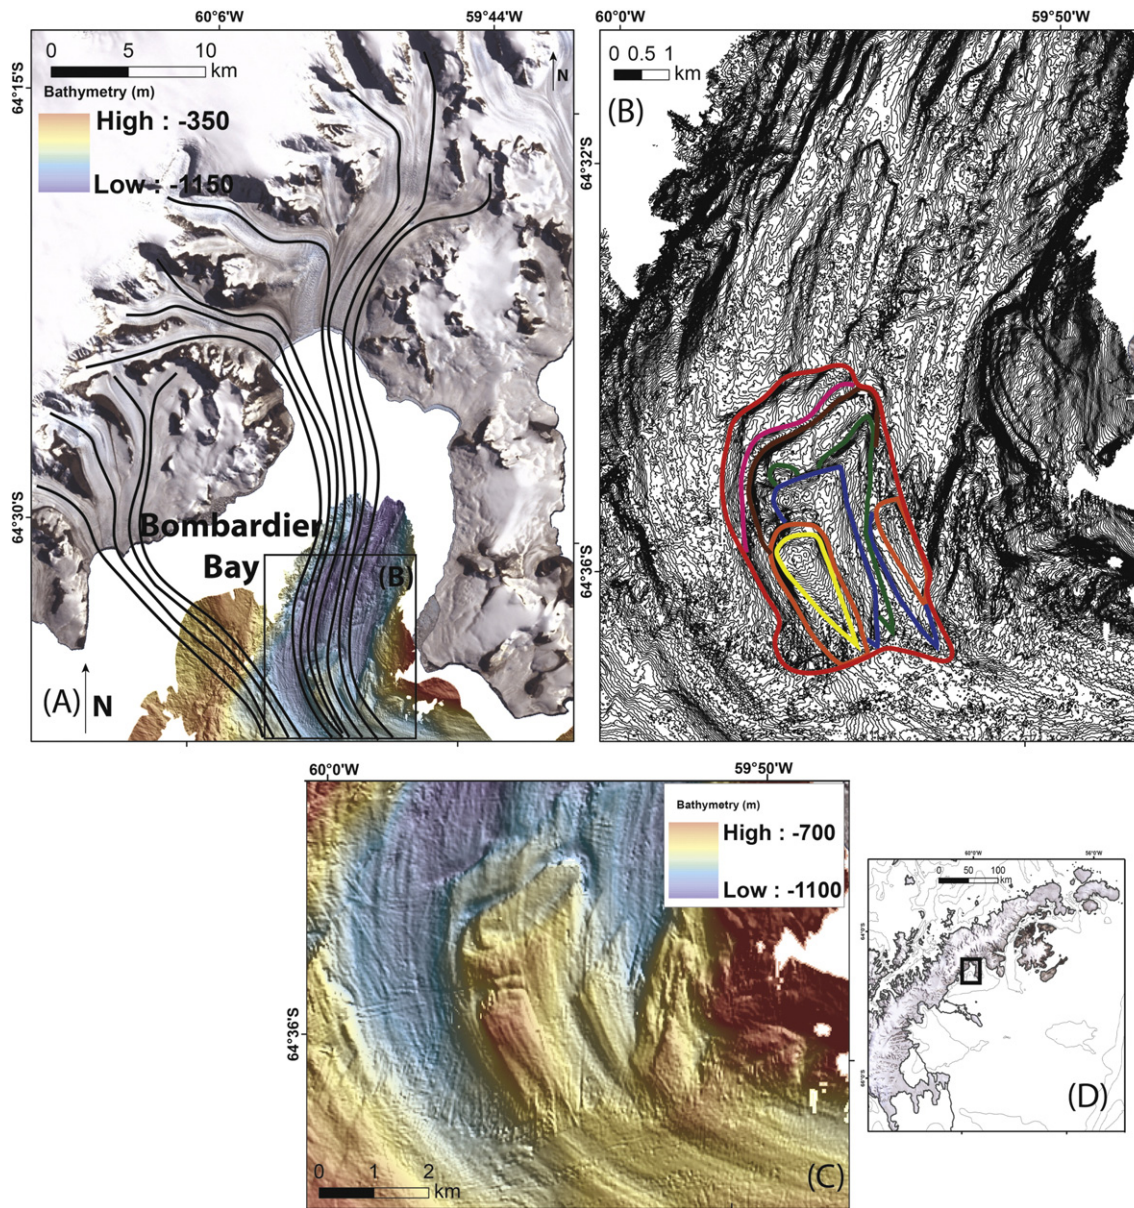 60°6'W
59°44'W
0 5 10
km
N
64°15'S
Bathymetry (m)
High : -350
Low : -1150
64°30'S
Bombardier
Bay
(B)
(A)
N
60°0'W
59°50'W
0 0.5 1
km
(B)
64°32'S
64°36'S
60°0'W
59°50'W
Bathymetry (m)
High : -700
Low : -1100
64°36'S
0 1 2
km
(C)
0 50 100
km
(D)